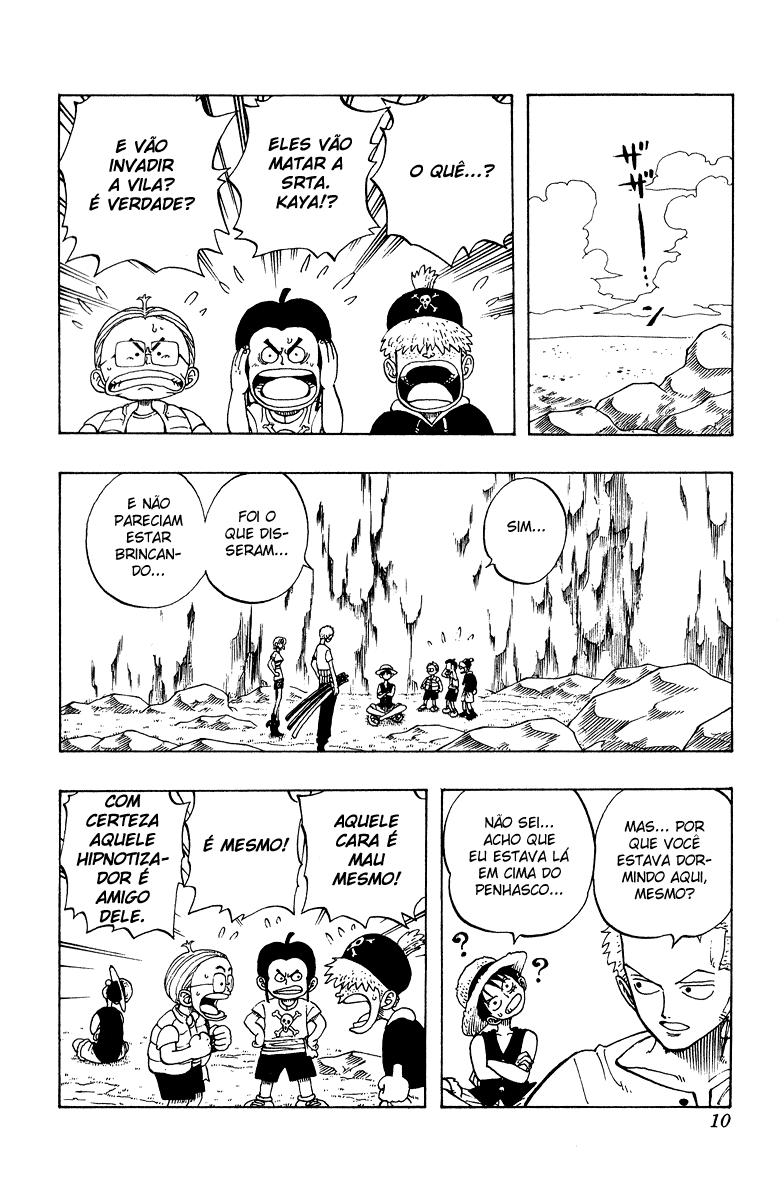 ザ
ザ
O QUÊ...?
ELES VÃO
MATAR A
SRTA.
KAYA!?
E VÃO
INVADIR
A VILA?
É VERDADE?
SIM...
FOI O
QUE DIS-
SERAM...
E NÃO
PARECIAM
ESTAR
BRINCAN-
DO...
MAS... POR
QUE VOCÊ
ESTAVA DOR-
MINDO AQUI,
MESMO?
NÃO SEI...
ACHO QUE
EU ESTAVA LÁ
EM CIMA DO
PENHASCO...
?
?
AQUELE
CARA É
MAU
MESMO!
É MESMO!
COM
CERTEZA
AQUELE
HIPNOTIZA-
DOR É
AMIGO
DELE.
10